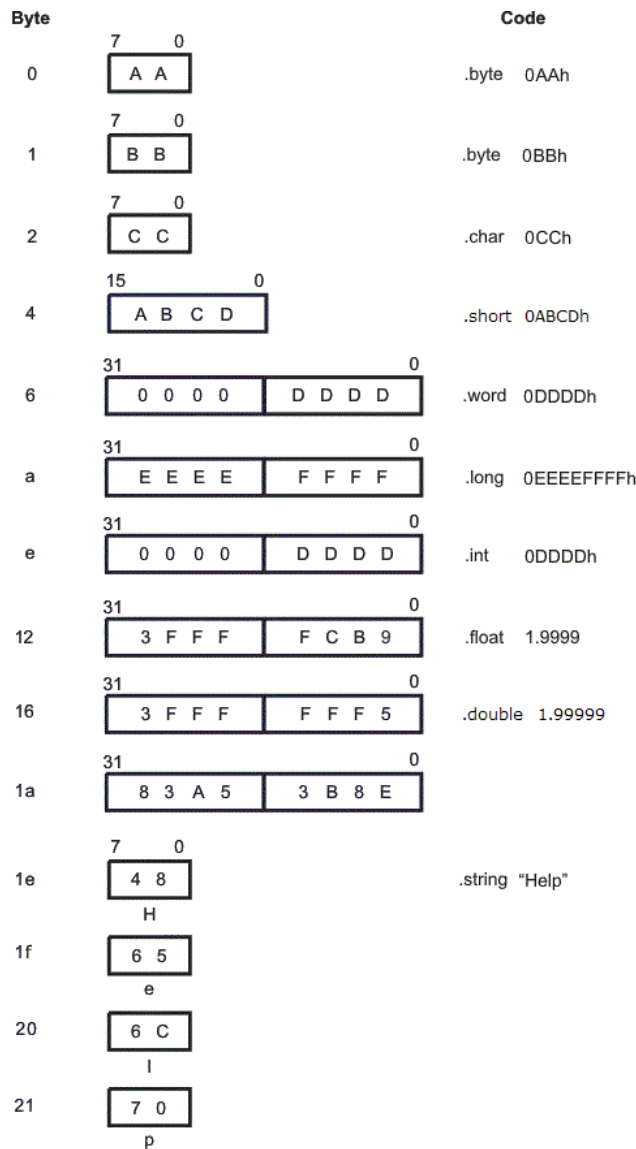 Byte Code
7 0
0 A A .byte 0AAh
7 0
1 B B .byte 0BBh
7 0
2 C C .char 0CCh
15 0
4 A B C D .short 0ABCDh
31 0
6 0 0 0 0 D D D D .word 0DDDDh
31 0
a E E E E F F F F .long 0EEEEFFFFh
31 0
e 0 0 0 0 D D D D .int 0DDDDh
31 0
12 3 F F F F C B 9 .float 1.9999
31 0
16 3 F F F F F F 5 .double 1.99999
31 0
1a 8 3 A 5 3 B 8 E
7 0
1e 4 8 .string “Help”
H
1f 6 5
e
20 6 C
l
21 7 0
p